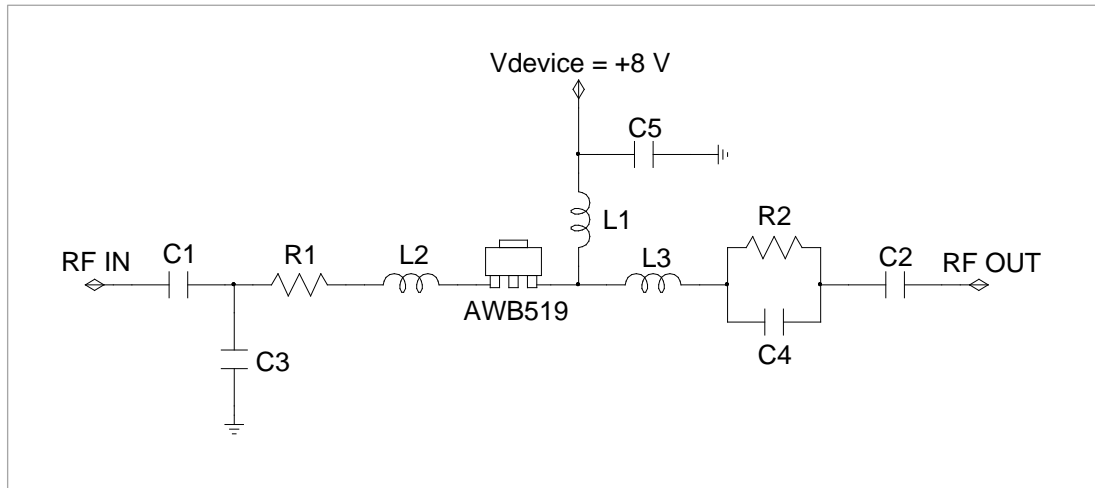 Vdevice = +8 V
C5
L1
R2
RF IN
C1
R1
L2
L3
C2
RF OUT
AWB519
C3
C4